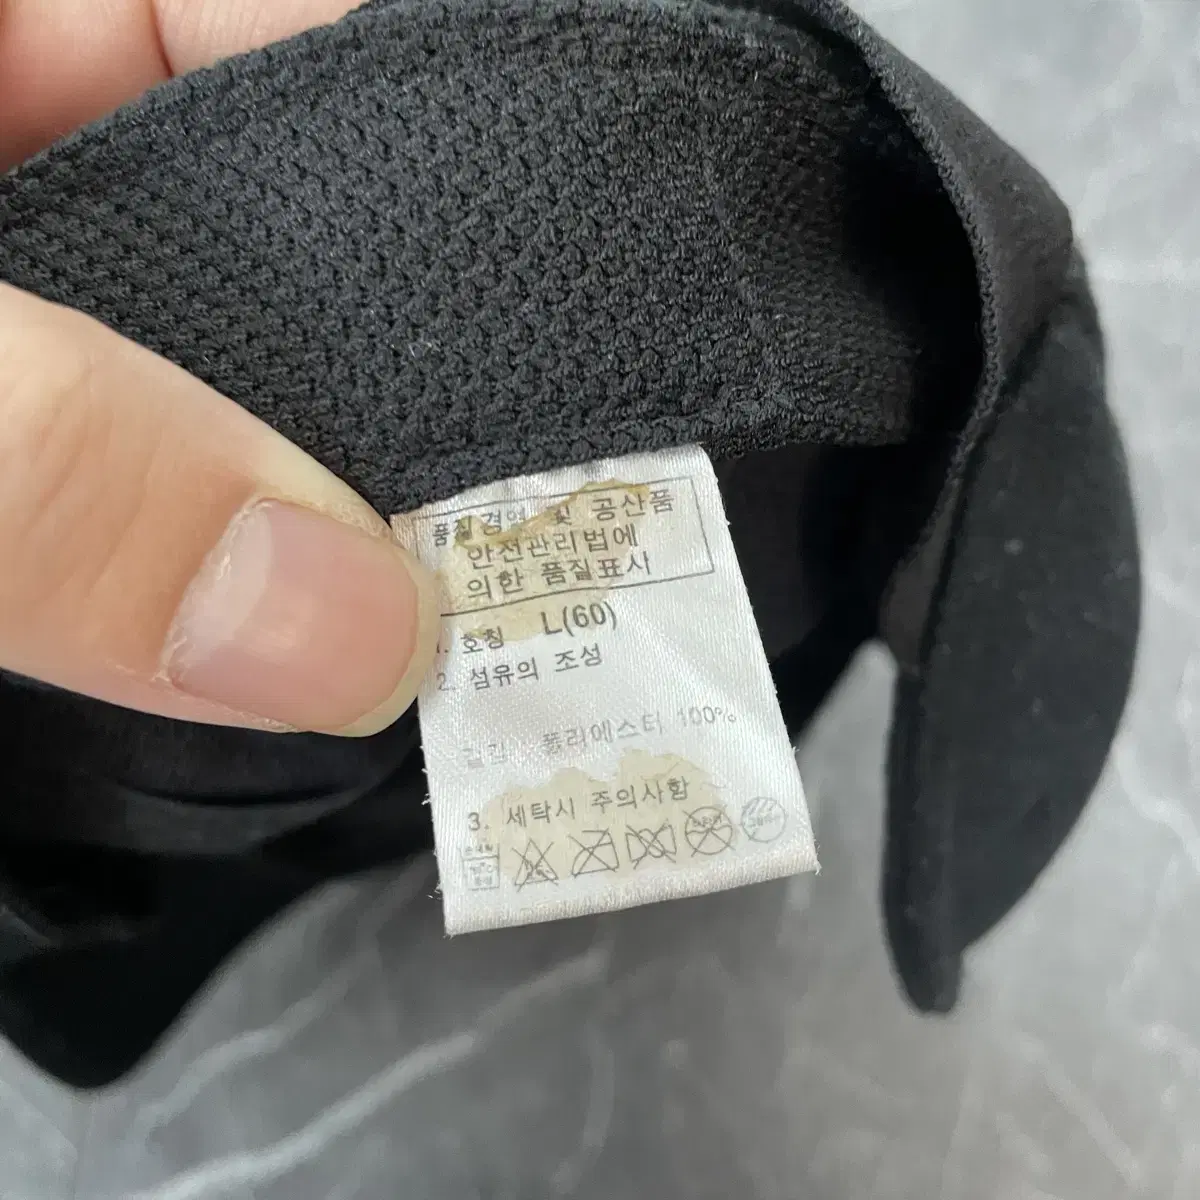 품질경영 및 공산품
안전관리법에
의한 품질표시
1. 호칭 L(60)
2. 섬유의 조성
겉감 폴리에스터 100%
3. 세탁시 주의사항